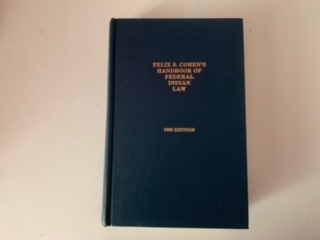 FELIX S. COHEN'S
HANDBOOK OF
FEDERAL
INDIAN
LAW
1982 EDITION